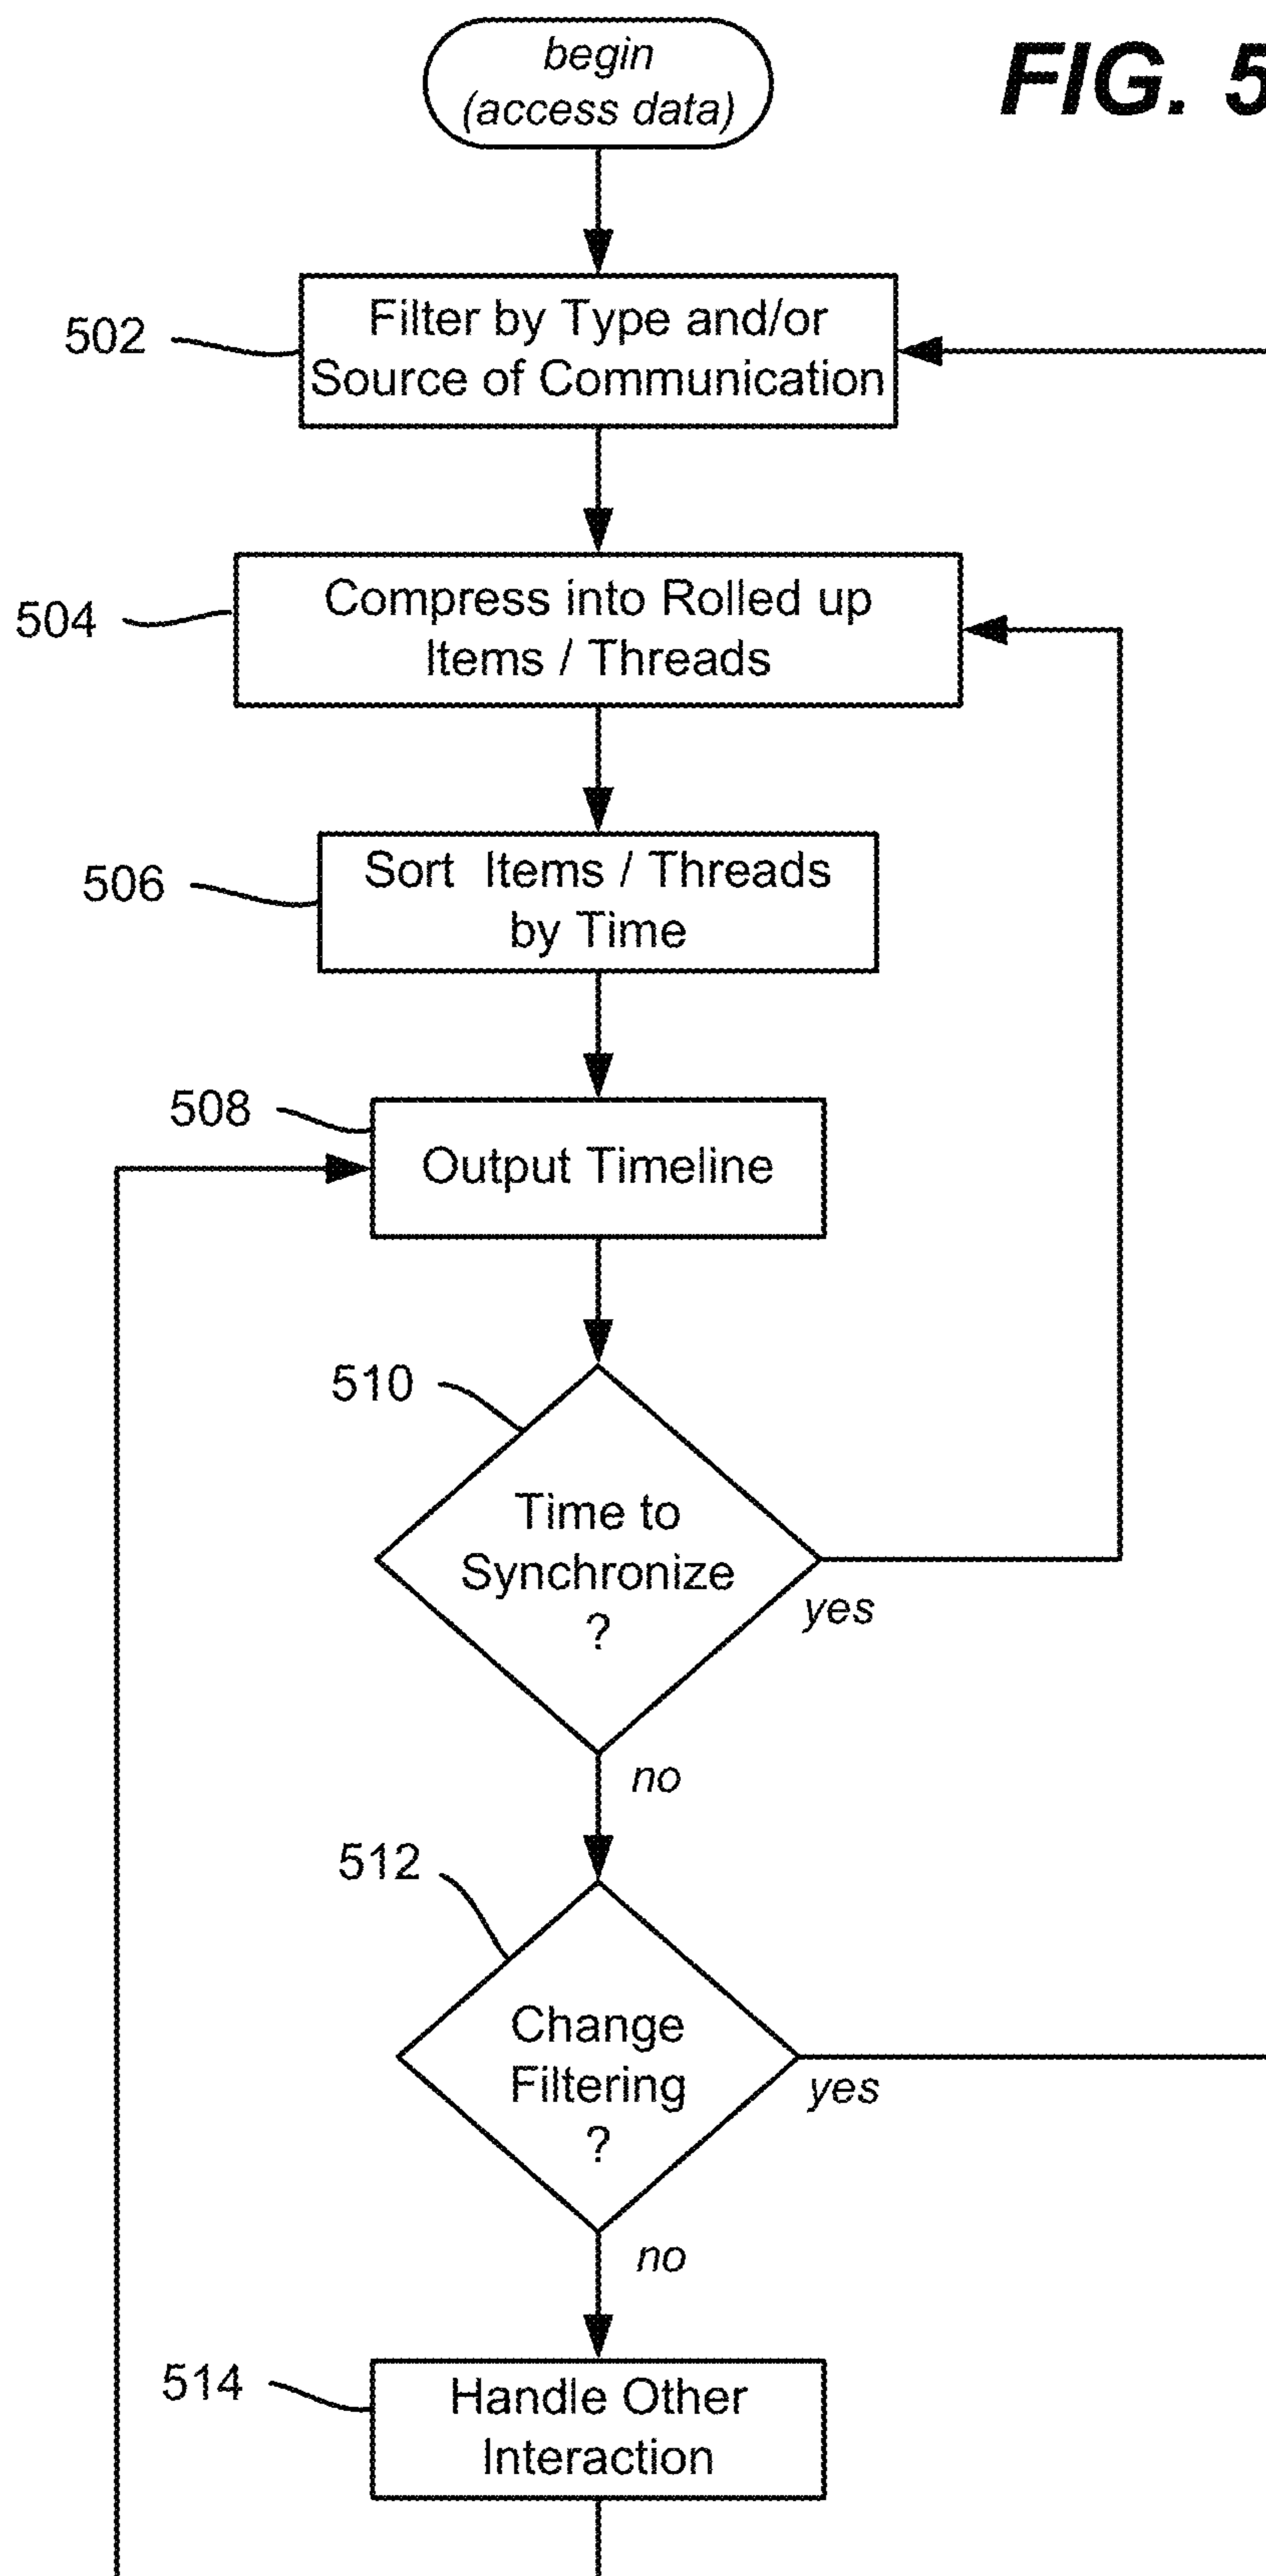 begin
(access data)
FIG. 5
502
Filter by Type and/or
Source of Communication
504
Compress into Rolled up
Items / Threads
506
Sort Items / Threads
by Time
508
Output Timeline
510
Time to
Synchronize
?
yes
no
512
Change
Filtering
?
yes
no
514
Handle Other
Interaction